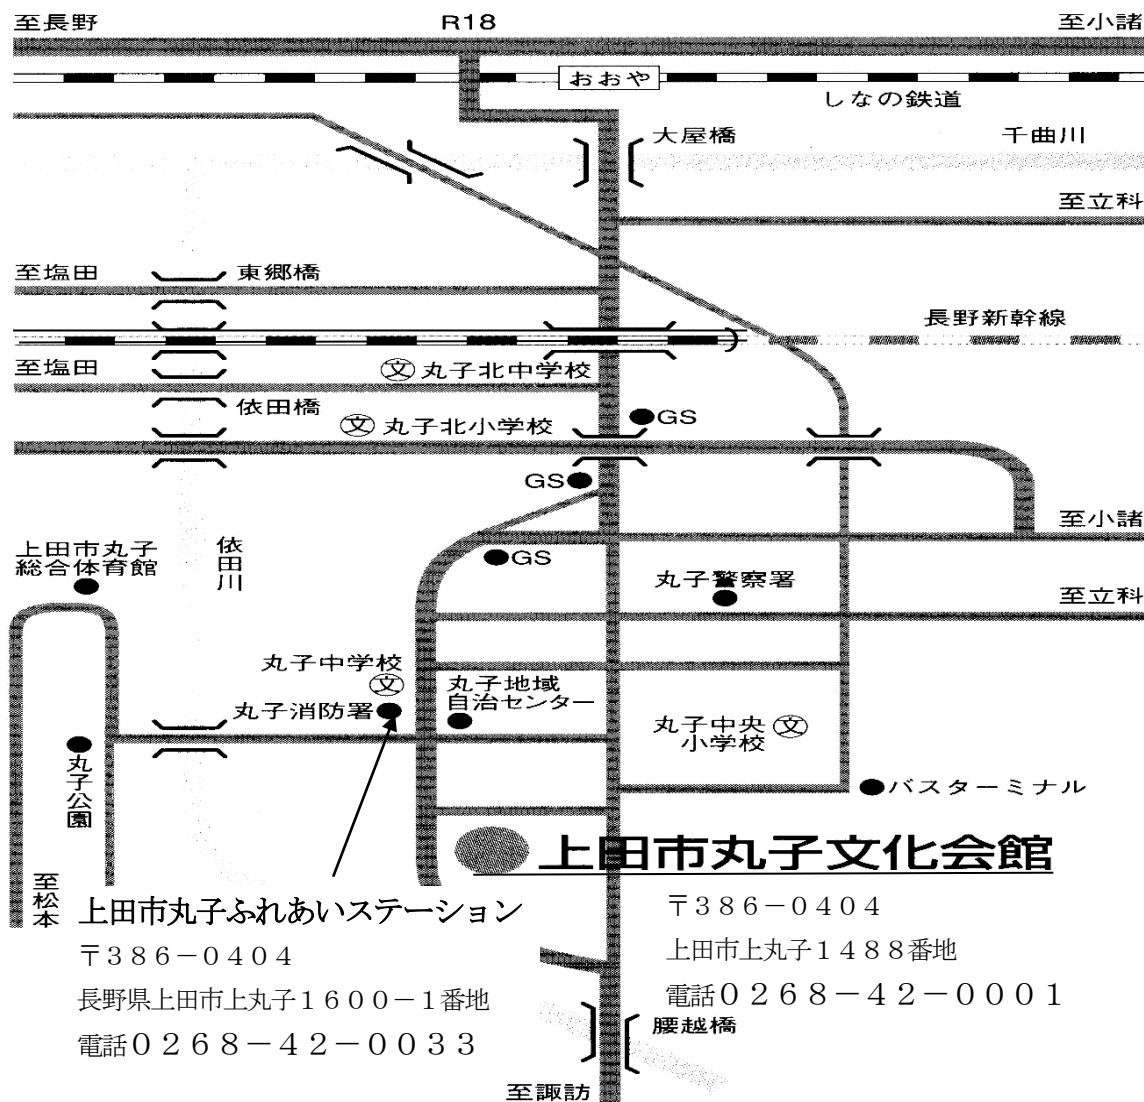 至長野
R18
至小諸
おおや
しなの鉄道
大屋橋
千曲川
至立科
至塩田
東郷橋
長野新幹線
至塩田
文 丸子北中学校
依田橋
文 丸子北小学校
GS
GS
至小諸
上田市丸子
総合体育館
依田川
GS
丸子警察署
至立科
丸子中学校
文
丸子地域
自治センター
丸子消防署
丸子中央
小学校 文
丸子公園
バスターミナル
上田市丸子文化会館
至松本
上田市丸子ふれあいステーション
〒386-0404
長野県上田市上丸子1600-1番地
電話0268-42-0033
〒386-0404
上田市上丸子1488番地
電話0268-42-0001
腰越橋
至諏訪